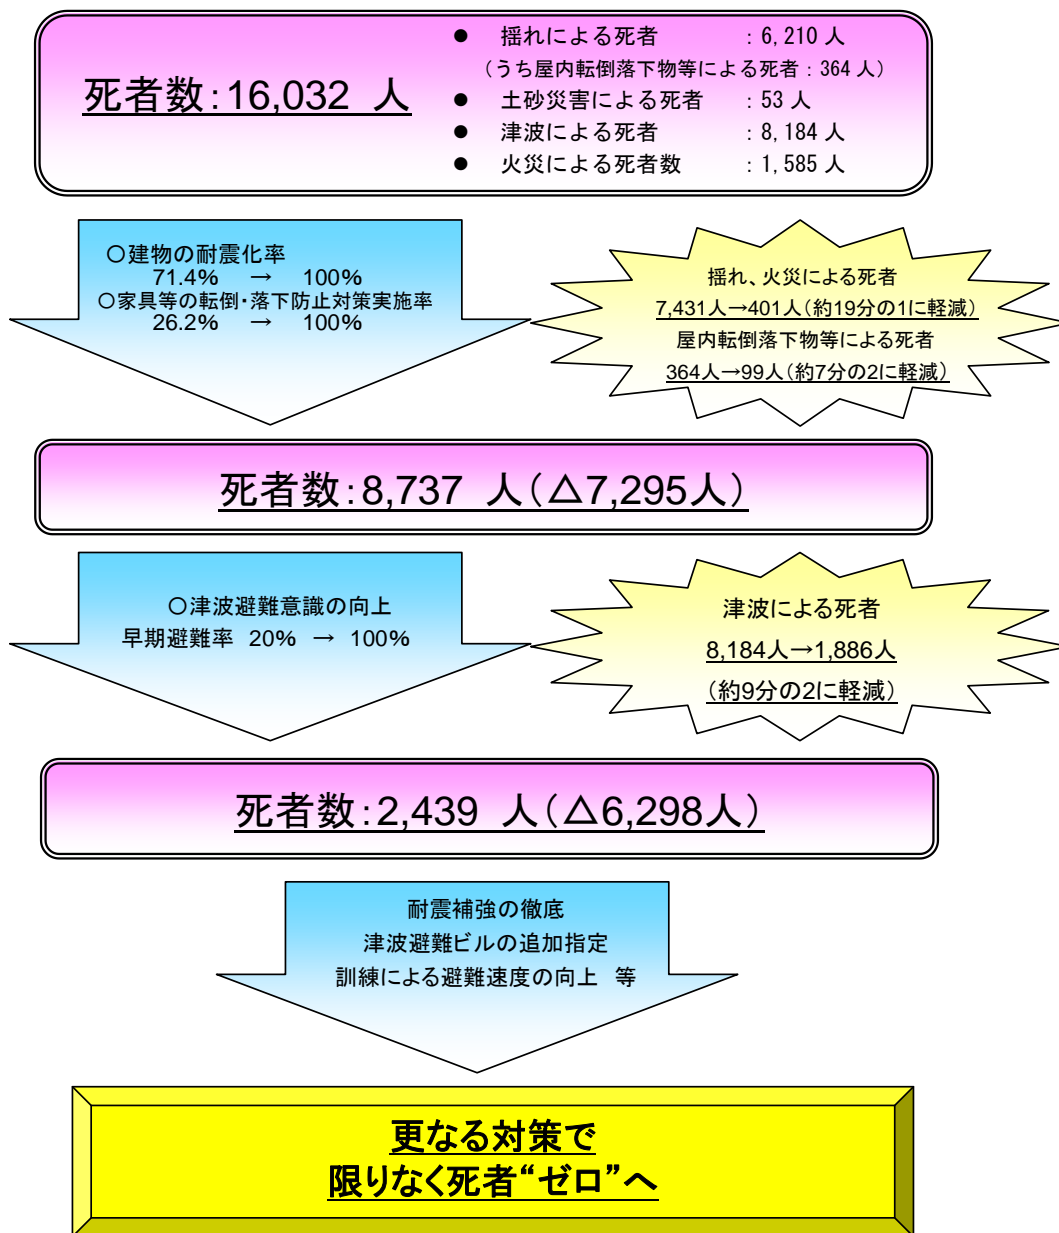 死者数：16,032 人
● 揺れによる死者 ：6,210 人
（うち屋内転倒落下物等による死者：364 人）
● 土砂災害による死者 ：53 人
● 津波による死者 ：8,184 人
● 火災による死者数 ：1,585 人
○建物の耐震化率
71.4% → 100%
○家具等の転倒・落下防止対策実施率
26.2% → 100%
揺れ、火災による死者
7,431人→401人（約19分の1に軽減）
屋内転倒落下物等による死者
364人→99人（約7分の2に軽減）
死者数：8,737 人（△7,295人）
○津波避難意識の向上
早期避難率 20% → 100%
津波による死者
8,184人→1,886人
（約9分の2に軽減）
死者数：2,439 人（△6,298人）
耐震補強の徹底
津波避難ビルの追加指定
訓練による避難速度の向上 等
更なる対策で
限りなく死者“ゼロ”へ